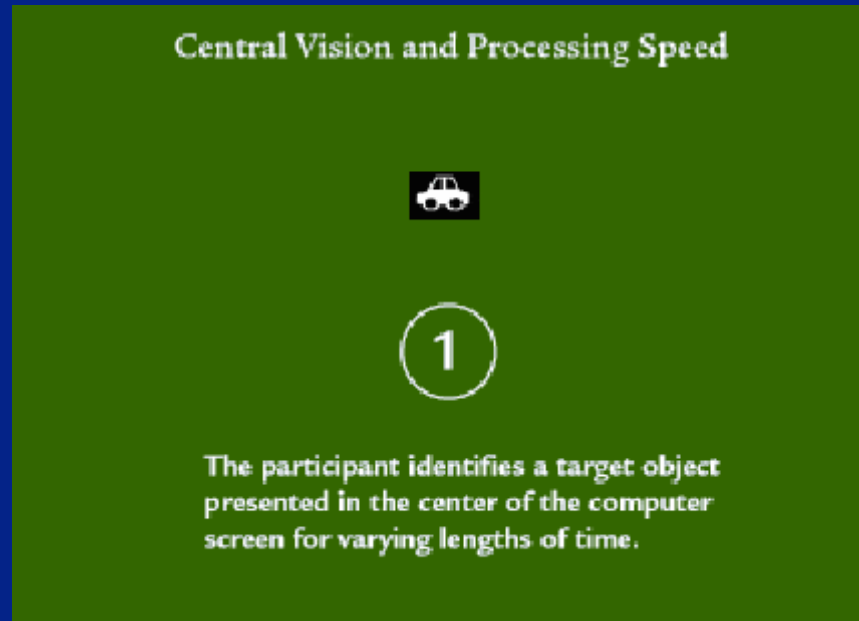 Central Vision and Processing Speed
1
The participant identifies a target object
presented in the center of the computer
screen for varying lengths of time.